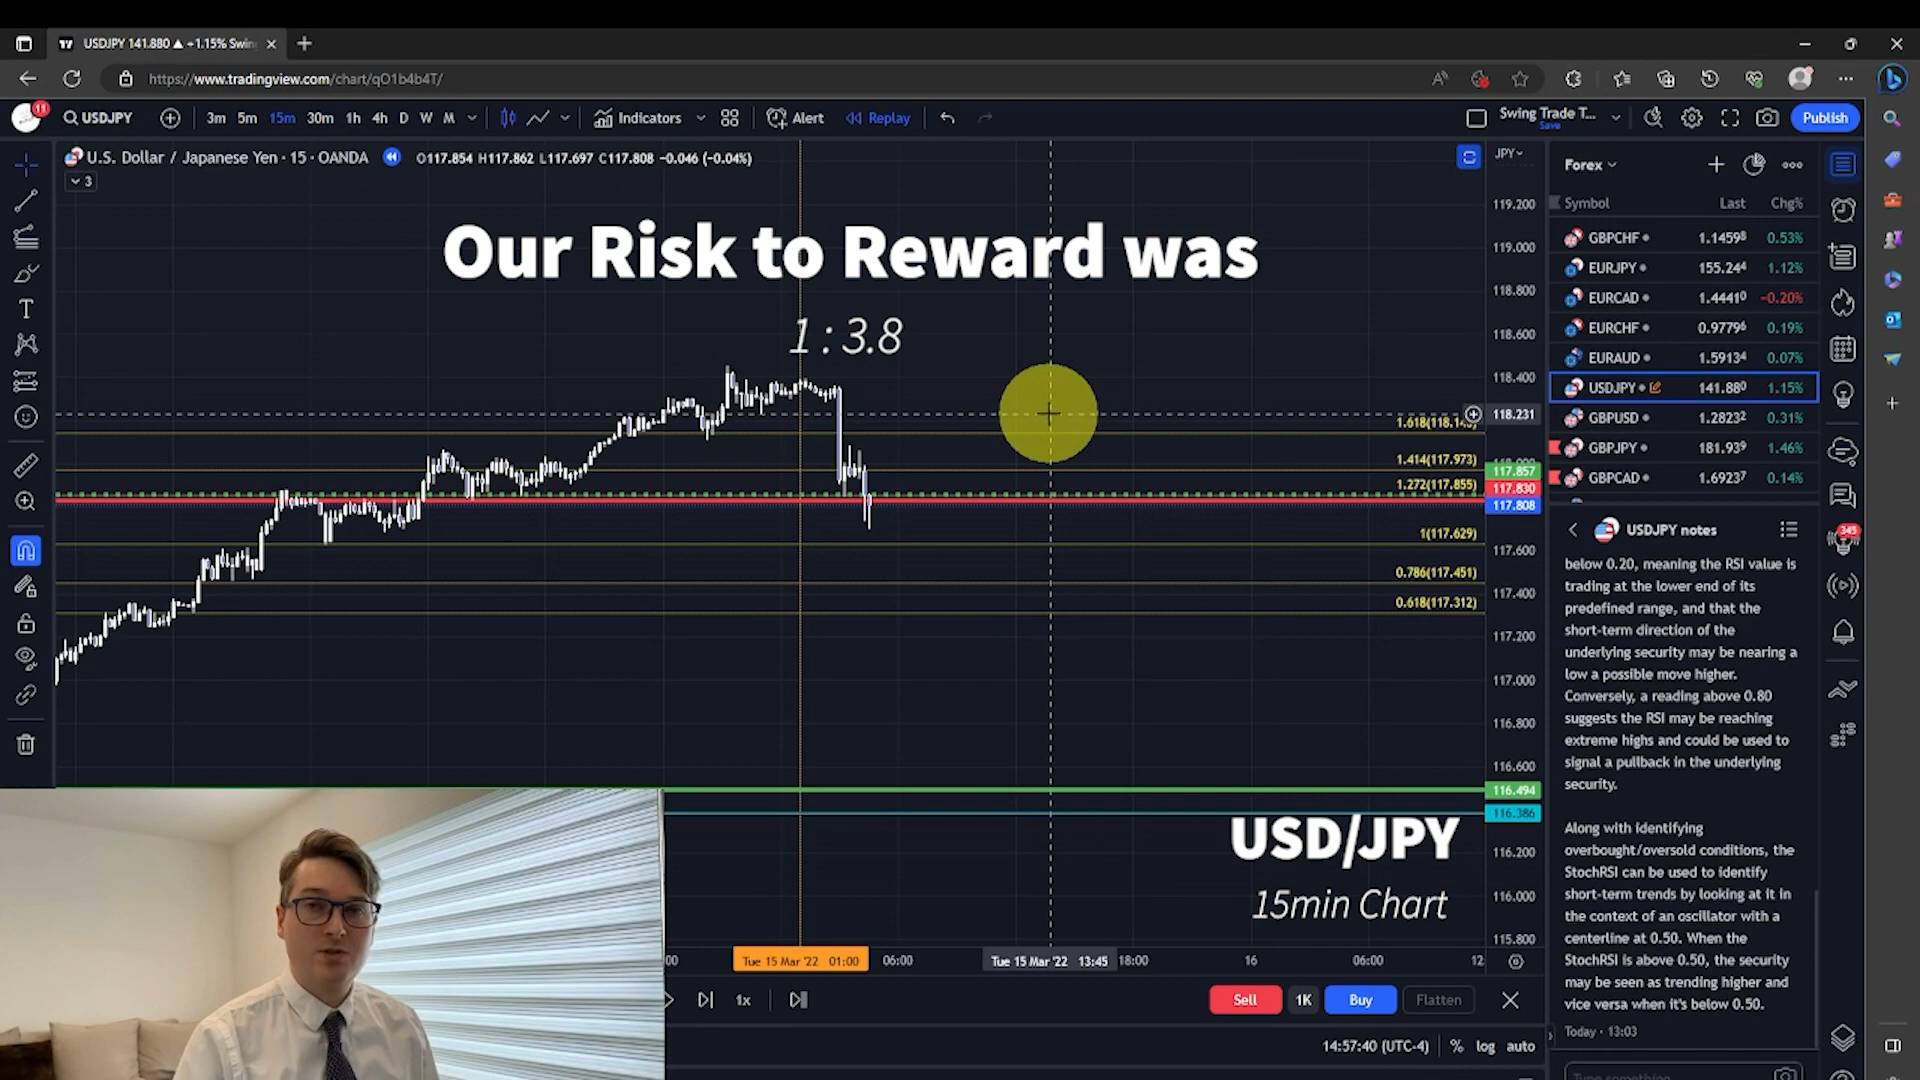 USDJPY 141.880 ▲ +1.15% Swin
https://www.tradingview.com/chart/qO1b4b4T/
11
USDJPY
3m 5m 15m 30m 1h 4h D W M
Indicators
Alert
Replay
Swing Trade T...
Save
Publish
U.S. Dollar / Japanese Yen · 15 · OANDA
O117.854 H117.862 L117.697 C117.808 −0.046 (−0.04%)
3
JPY
Our Risk to Reward was
1 : 3.8
119.200
119.000
118.800
118.600
118.400
118.231
117.857
117.830
117.808
117.600
117.400
117.200
117.000
116.800
116.600
116.494
116.386
116.200
116.000
115.800
1.414(117.973)
1.272(117.855)
1(117.629)
0.786(117.451)
0.618(117.312)
USD/JPY
15min Chart
:00
Tue 15 Mar '22 01:00
06:00
Tue 15 Mar '22 13:45
18:00
16
06:00
12:
1x
Sell
1K
Buy
Flatten
14:57:40 (UTC-4)
% log auto
Forex
Symbol Last Chg%
GBPCHF 1.14598 0.53%
EURJPY 155.244 1.12%
EURCAD 1.44410 −0.20%
EURCHF 0.97796 0.19%
EURAUD 1.59134 0.07%
USDJPY 141.880 1.15%
GBPUSD 1.28232 0.31%
GBPJPY 181.939 1.46%
GBPCAD 1.69237 0.14%
USDJPY notes
345
below 0.20, meaning the RSI value is
trading at the lower end of its
predefined range, and that the
short-term direction of the
underlying security may be nearing a
low a possible move higher.
Conversely, a reading above 0.80
suggests the RSI may be reaching
extreme highs and could be used to
signal a pullback in the underlying
security.
Along with identifying
overbought/oversold conditions, the
StochRSI can be used to identify
short-term trends by looking at it in
the context of an oscillator with a
centerline at 0.50. When the
StochRSI is above 0.50, the security
may be seen as trending higher and
vice versa when it's below 0.50.
Today · 13:03